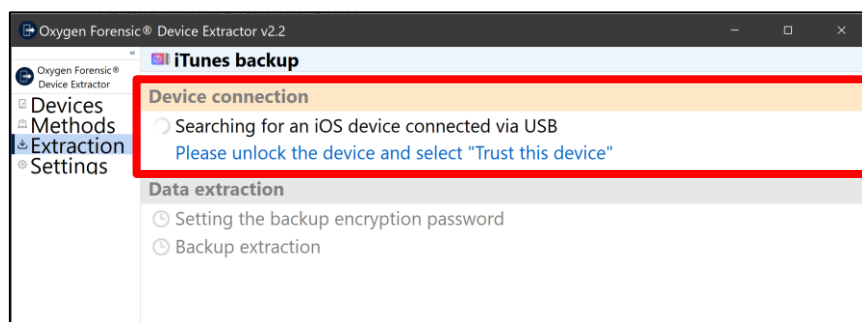 Oxygen Forensic® Device Extractor v2.2
«
Oxygen Forensic®
Device Extractor
Devices
Methods
Extraction
Settings
iTunes backup
Device connection
Searching for an iOS device connected via USB
Please unlock the device and select "Trust this device"
Data extraction
Setting the backup encryption password
Backup extraction